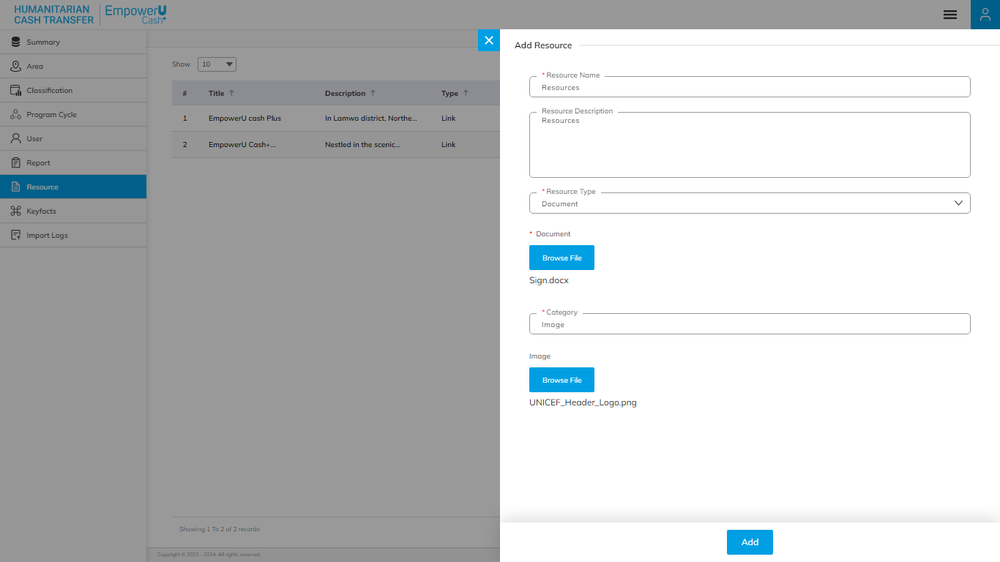 HUMANITARIAN
CASH TRANSFER
EmpowerU
Cash+
Summary
Area
Classification
Program Cycle
User
Report
Resource
Keyfacts
Import Logs
Show 10
# Title Description Type
1 EmpowerU cash Plus In Lamwo district, Northe... Link
2 EmpowerU Cash+... Nestled in the scenic... Link
Showing 1 To 2 of 2 records
Copyright © 2022 - 2024. All rights reserved.
Add Resource
* Resource Name
Resources
Resource Description
Resources
* Resource Type
Document
* Document
Browse File
Sign.docx
* Category
Image
Image
Browse File
UNICEF_Header_Logo.png
Add